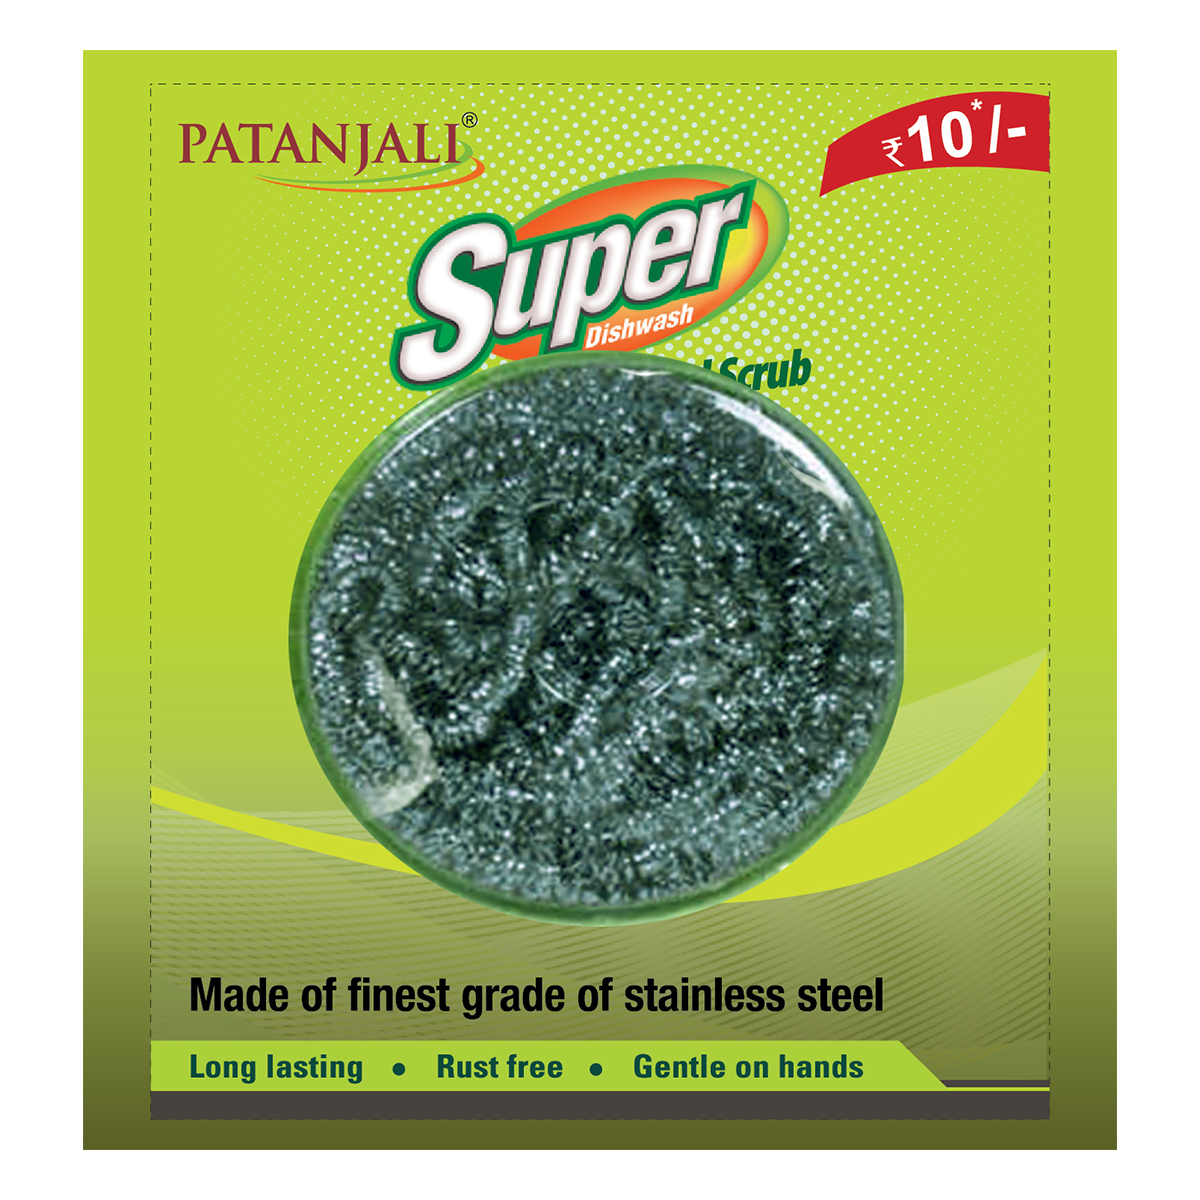 PATANJALI®
₹10*/-
Super
Dishwash
Scrub
Made of finest grade of stainless steel
Long lasting • Rust free • Gentle on hands